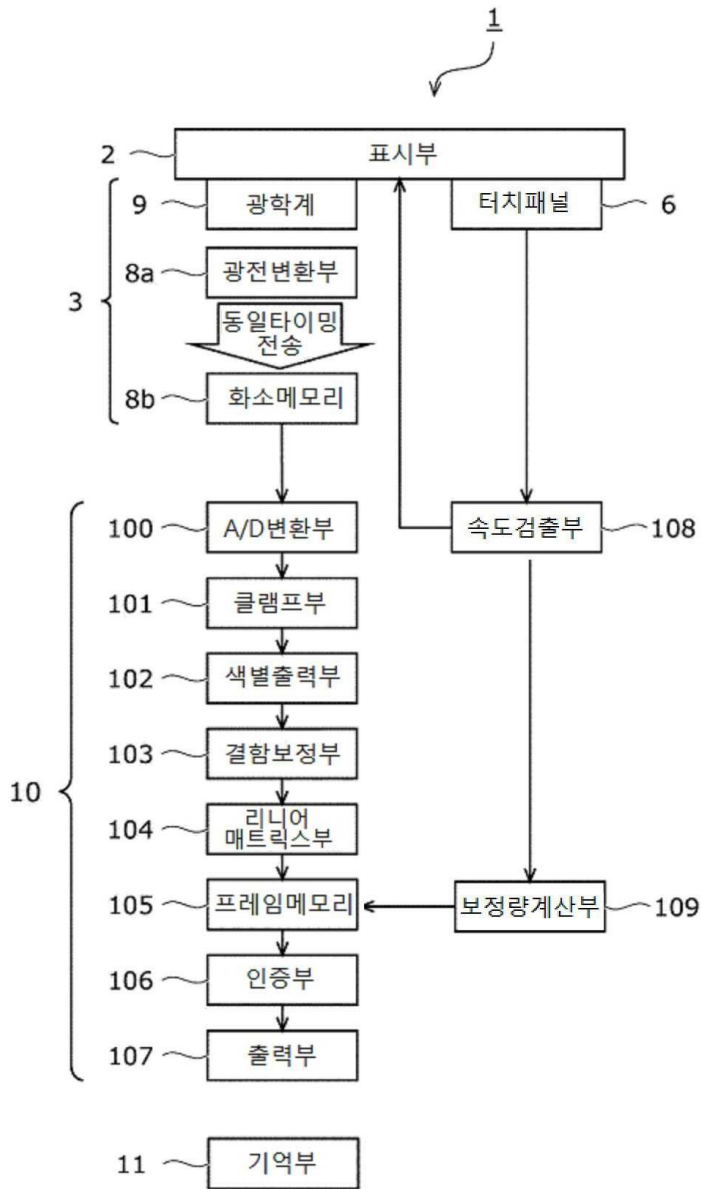 1
2 표시부
9 광학계 터치패널 6
8a 광전변환부
3
동일타이밍
전송
8b 화소메모리
100 A/D변환부 속도검출부 108
101 클램프부
102 색별출력부
103 결함보정부
10
104 리니어
매트릭스부
105 프레임메모리 보정량계산부 109
106 인증부
107 출력부
11 기억부